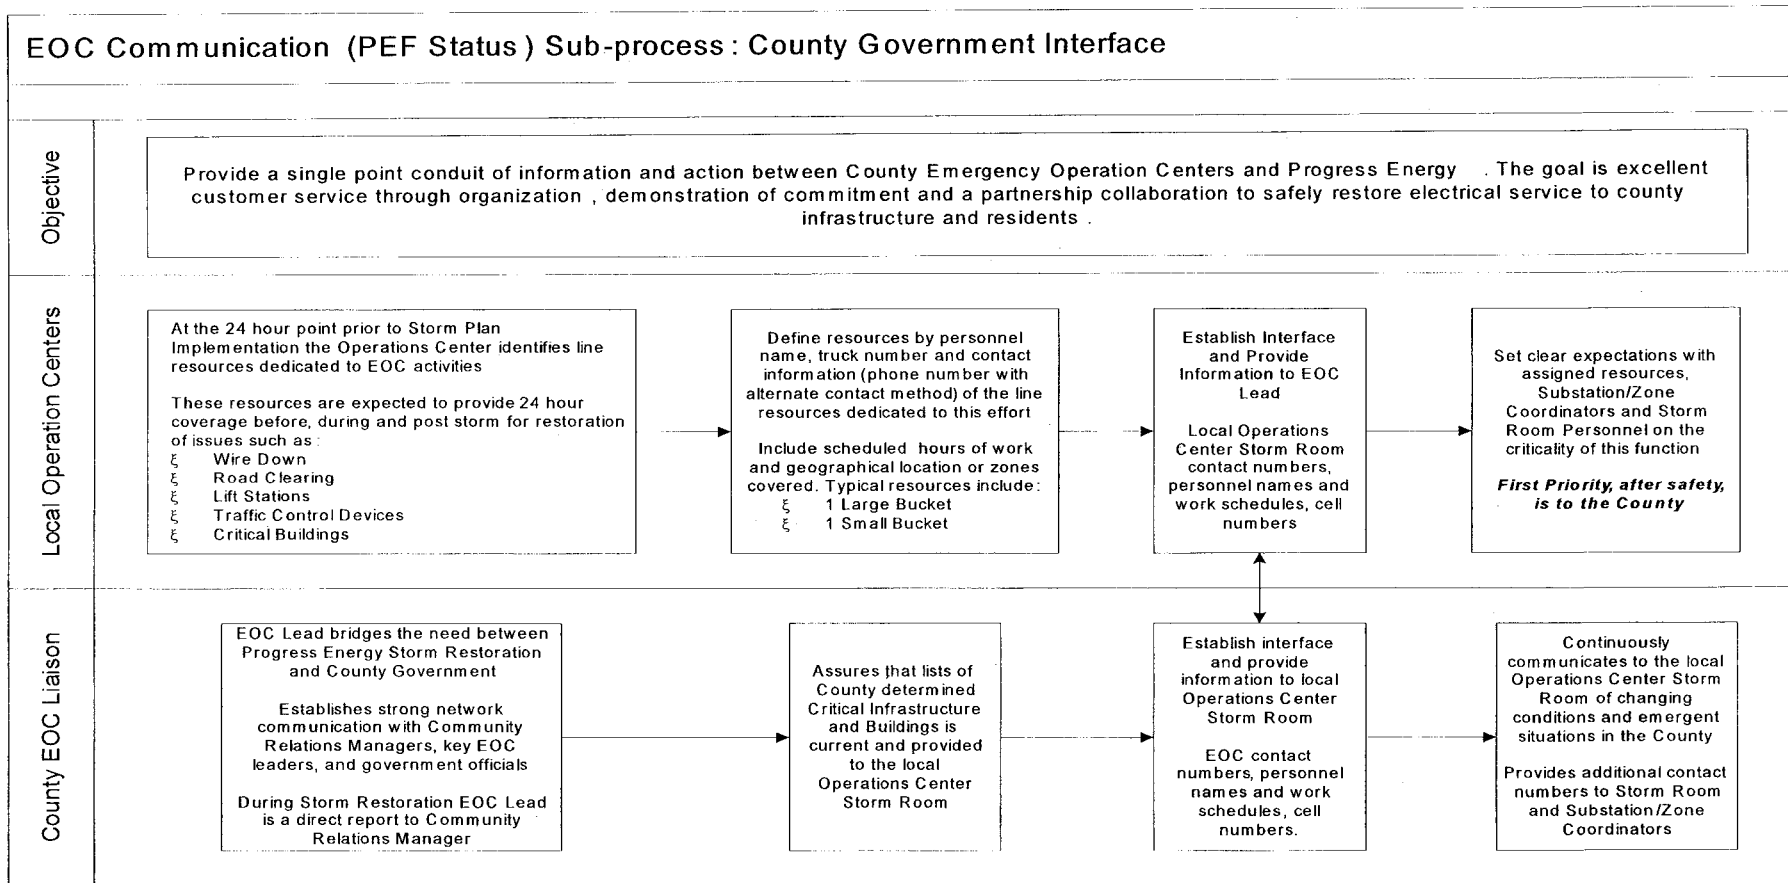 EOC Communication (PEF Status) Sub-process: County Government Interface
Objective
Provide a single point conduit of information and action between County Emergency Operation Centers and Progress Energy . The goal is excellent
customer service through organization , demonstration of commitment and a partnership collaboration to safely restore electrical service to county
infrastructure and residents .
Local Operation Centers
At the 24 hour point prior to Storm Plan
Implementation the Operations Center identifies line
resources dedicated to EOC activities
These resources are expected to provide 24 hour
coverage before, during and post storm for restoration
of issues such as:
ξ Wire Down
ξ Road Clearing
ξ Lift Stations
ξ Traffic Control Devices
ξ Critical Buildings
Define resources by personnel
name, truck number and contact
information (phone number with
alternate contact method) of the line
resources dedicated to this effort
Include scheduled hours of work
and geographical location or zones
covered. Typical resources include:
ξ 1 Large Bucket
ξ 1 Small Bucket
Establish Interface
and Provide
Information to EOC
Lead
Local Operations
Center Storm Room
contact numbers,
personnel names and
work schedules, cell
numbers
Set clear expectations with
assigned resources,
Substation/Zone
Coordinators and Storm
Room Personnel on the
criticality of this function
First Priority, after safety,
is to the County
County EOC Liaison
EOC Lead bridges the need between
Progress Energy Storm Restoration
and County Government
Establishes strong network
communication with Community
Relations Managers, key EOC
leaders, and government officials
During Storm Restoration EOC Lead
is a direct report to Community
Relations Manager
Assures that lists of
County determined
Critical Infrastructure
and Buildings is
current and provided
to the local
Operations Center
Storm Room
Establish interface
and provide
information to local
Operations Center
Storm Room
EOC contact
numbers, personnel
names and work
schedules, cell
numbers.
Continuously
communicates to the local
Operations Center Storm
Room of changing
conditions and emergent
situations in the County
Provides additional contact
numbers to Storm Room
and Substation/Zone
Coordinators